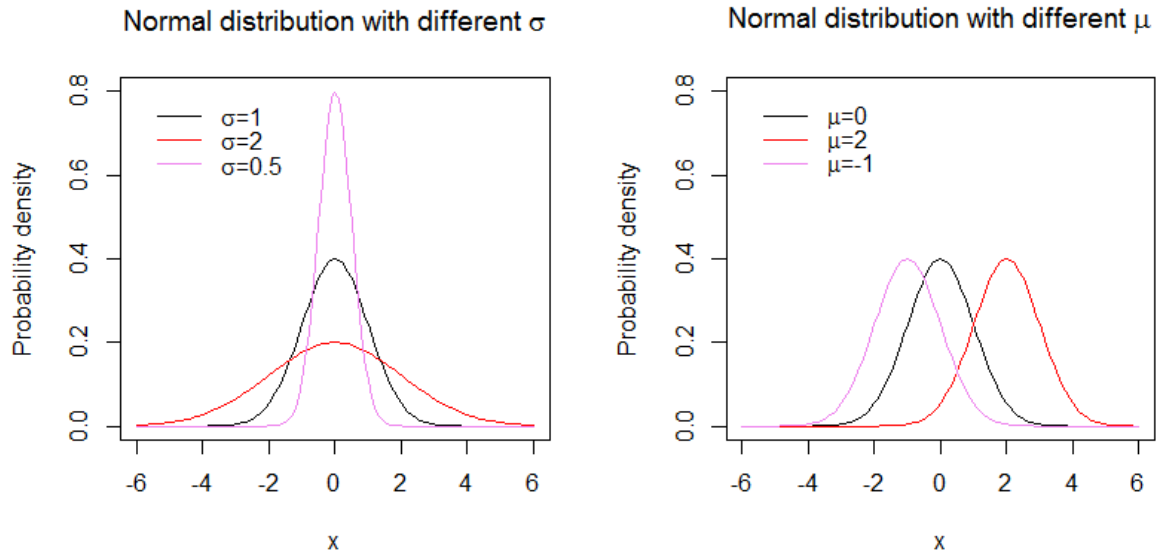 Normal distribution with different σ
Probability density
0.8
0.6
0.4
0.2
0.0
σ=1
σ=2
σ=0.5
-6 -4 -2 0 2 4 6
x
Normal distribution with different μ
Probability density
0.8
0.6
0.4
0.2
0.0
μ=0
μ=2
μ=-1
-6 -4 -2 0 2 4 6
x